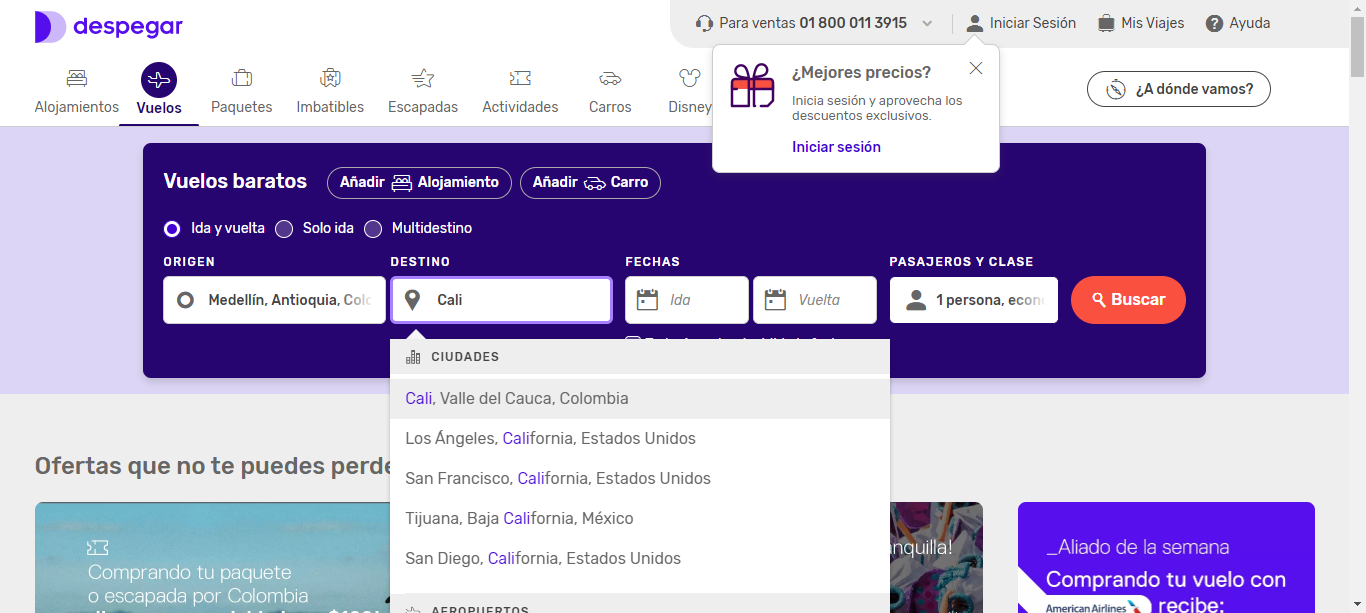 despegar
Para ventas 01 800 011 3915
Iniciar Sesión
Mis Viajes
Ayuda
Alojamientos
Vuelos
Paquetes
Imbatibles
Escapadas
Actividades
Carros
Disney
¿Mejores precios?
Inicia sesión y aprovecha los
descuentos exclusivos.
Iniciar sesión
¿A dónde vamos?
Vuelos baratos
Añadir Alojamiento
Añadir Carro
Ida y vuelta
Solo ida
Multidestino
ORIGEN
DESTINO
FECHAS
PASAJEROS Y CLASE
Medellín, Antioquia, Colo
Cali
Ida
Vuelta
1 persona, econ
Buscar
CIUDADES
Cali, Valle del Cauca, Colombia
Los Ángeles, California, Estados Unidos
San Francisco, California, Estados Unidos
Tijuana, Baja California, México
San Diego, California, Estados Unidos
AEROPUERTOS
Ofertas que no te puedes perde
Comprando tu paquete
o escapada por Colombia
anquilla!
_Aliado de la semana
Comprando tu vuelo con
American Airlines
recibe: